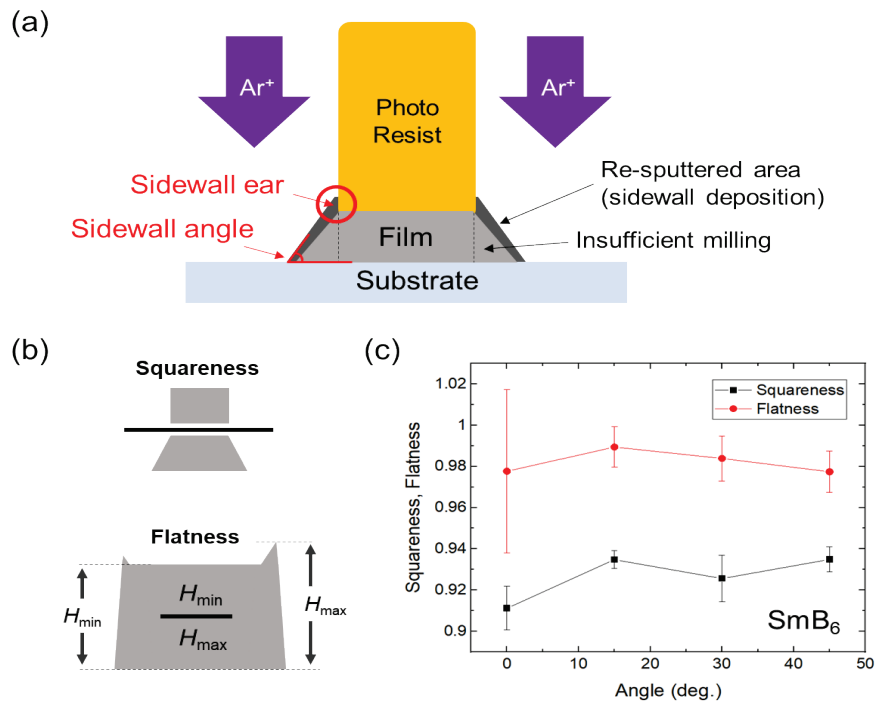 (a)
Ar+
Ar+
Photo
Resist
Sidewall ear
Re-sputtered area
(sidewall deposition)
Sidewall angle
Film
Insufficient milling
Substrate
(b)
Squareness
Flatness
Hmin
Hmin
Hmax
Hmax
(c)
Squareness
Flatness
1.02
1
0.98
0.96
0.94
0.92
0.9
Squareness, Flatness
SmB6
0
10
20
30
40
50
Angle (deg.)